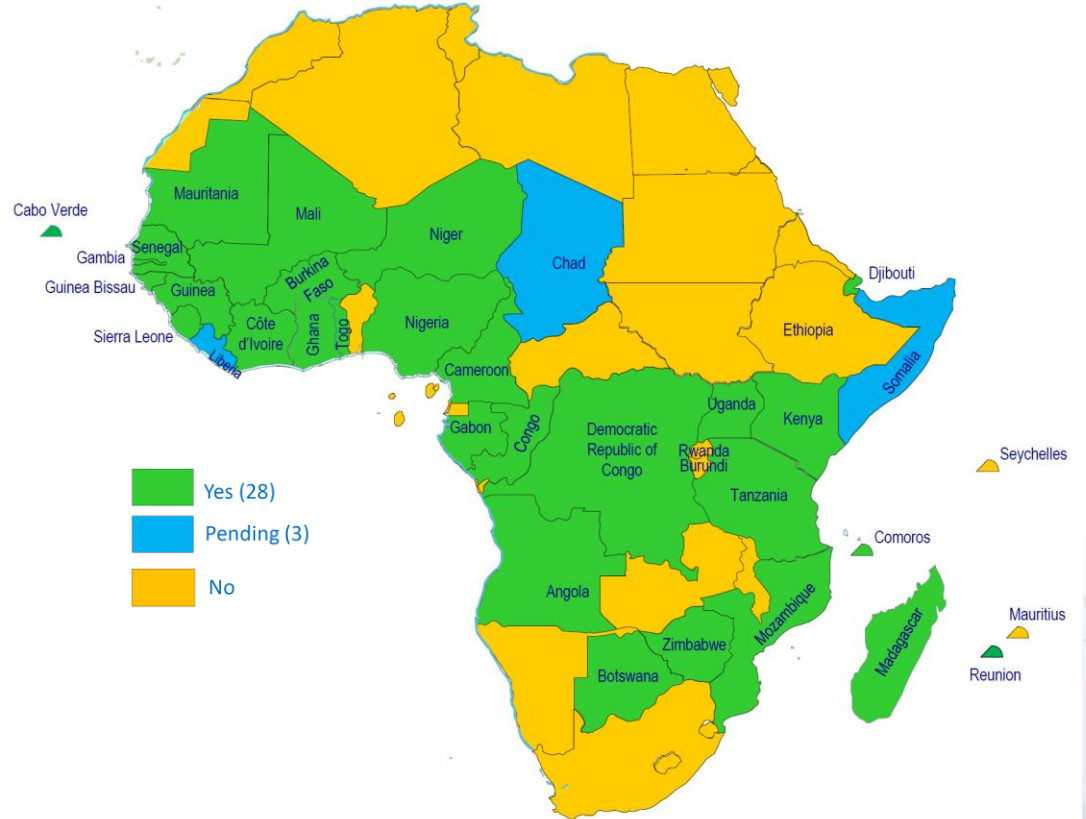 Mauritania
Cabo Verde
Mali
Niger
Senegal
Gambia
Chad
Djibouti
Burkina
Faso
Guinea Bissau
Guinea
Nigeria
Côte
d'Ivoire
Ghana
Togo
Ethiopia
Sierra Leone
Liberia
Somalia
Cameroon
Uganda
Kenya
Gabon
Congo
Democratic
Republic of
Congo
Rwanda
Burundi
Seychelles
Yes (28)
Tanzania
Pending (3)
Comoros
No
Angola
Mozambique
Madagascar
Mauritius
Zimbabwe
Botswana
Reunion